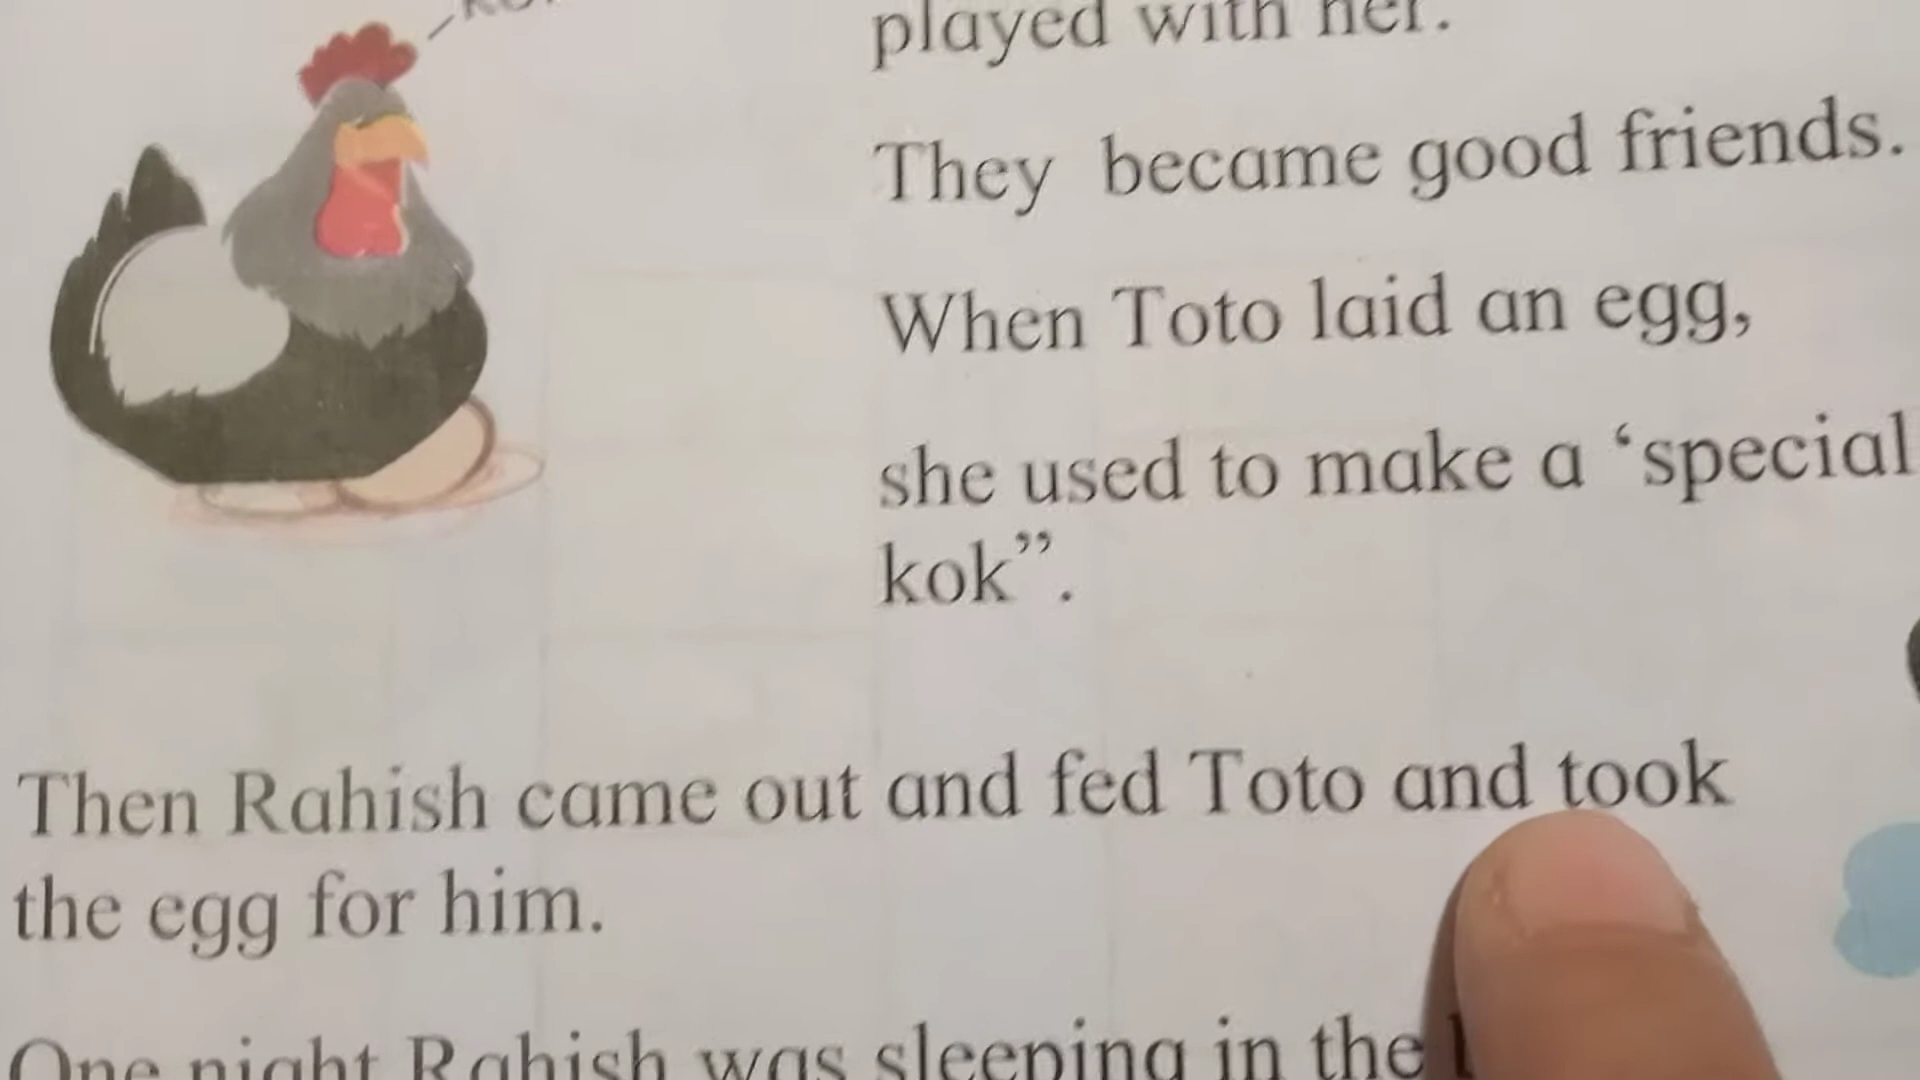 played with her.
They became good friends.
When Toto laid an egg,
she used to make a ‘special
kok”.
Then Rahish came out and fed Toto and took
the egg for him.
One night Rahish was sleeping in the